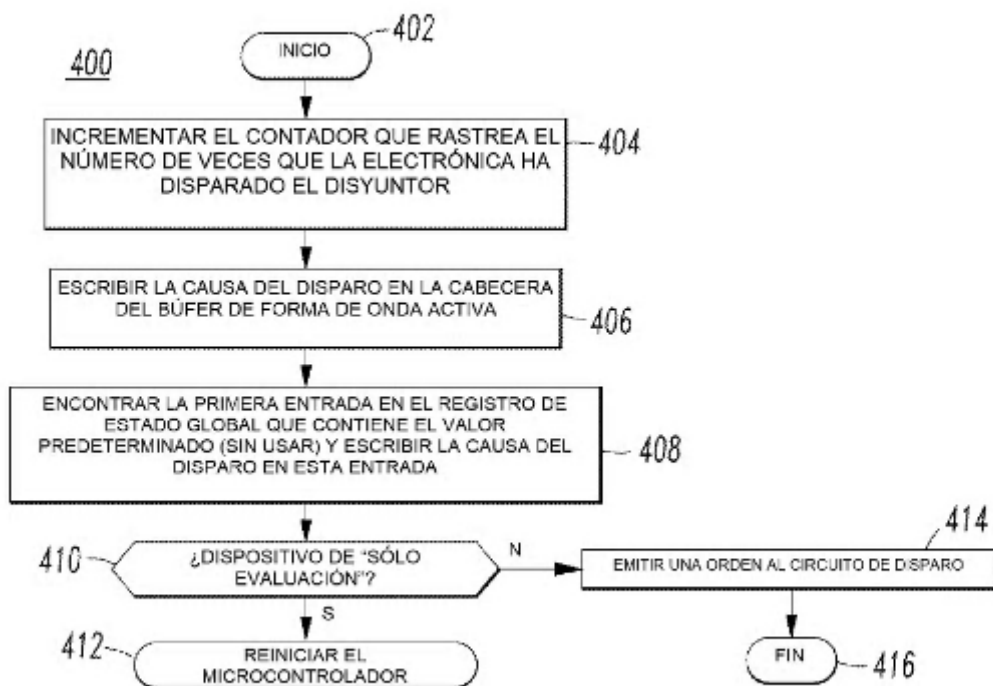 400
INICIO
402
INCREMENTAR EL CONTADOR QUE RASTREA EL
NÚMERO DE VECES QUE LA ELECTRÓNICA HA
DISPARADO EL DISYUNTOR
404
ESCRIBIR LA CAUSA DEL DISPARO EN LA CABECERA
DEL BÚFER DE FORMA DE ONDA ACTIVA
406
ENCONTRAR LA PRIMERA ENTRADA EN EL REGISTRO DE
ESTADO GLOBAL QUE CONTIENE EL VALOR
PREDETERMINADO (SIN USAR) Y ESCRIBIR LA CAUSA DEL
DISPARO EN ESTA ENTRADA
408
410
¿DISPOSITIVO DE "SÓLO
EVALUACIÓN"?
N
414
EMITIR UNA ORDEN AL CIRCUITO DE DISPARO
S
412
REINICIAR EL
MICROCONTROLADOR
FIN
416